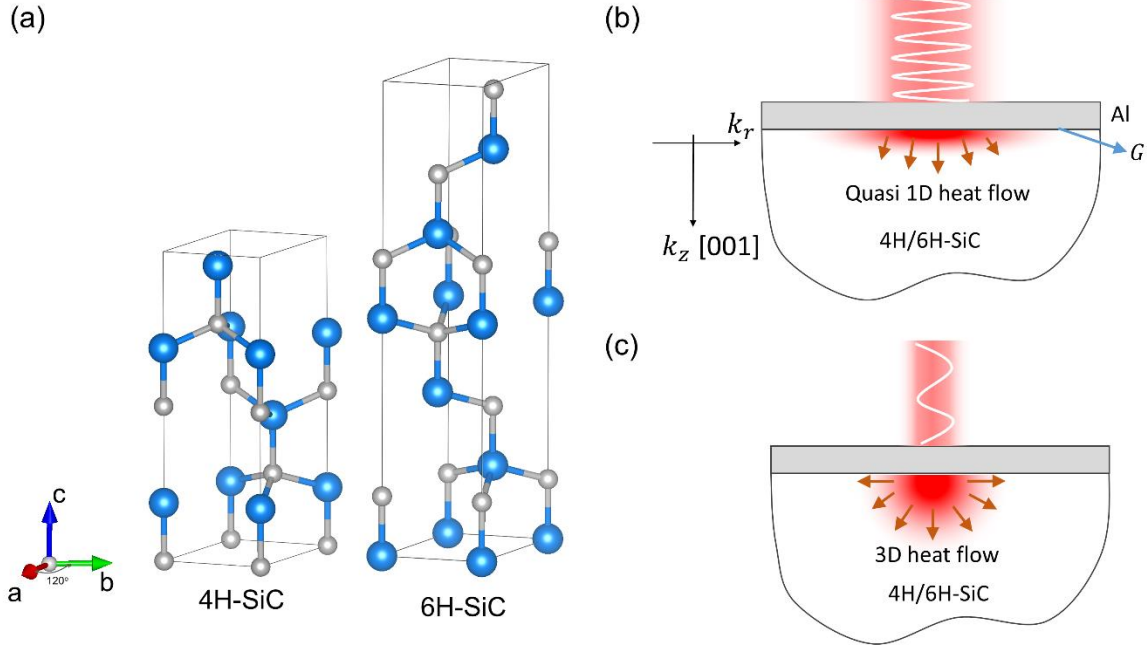 (a)
c
a
120°
b
4H-SiC
6H-SiC
(b)
Al
k_r
G
Quasi 1D heat flow
k_z [001]
4H/6H-SiC
(c)
3D heat flow
4H/6H-SiC